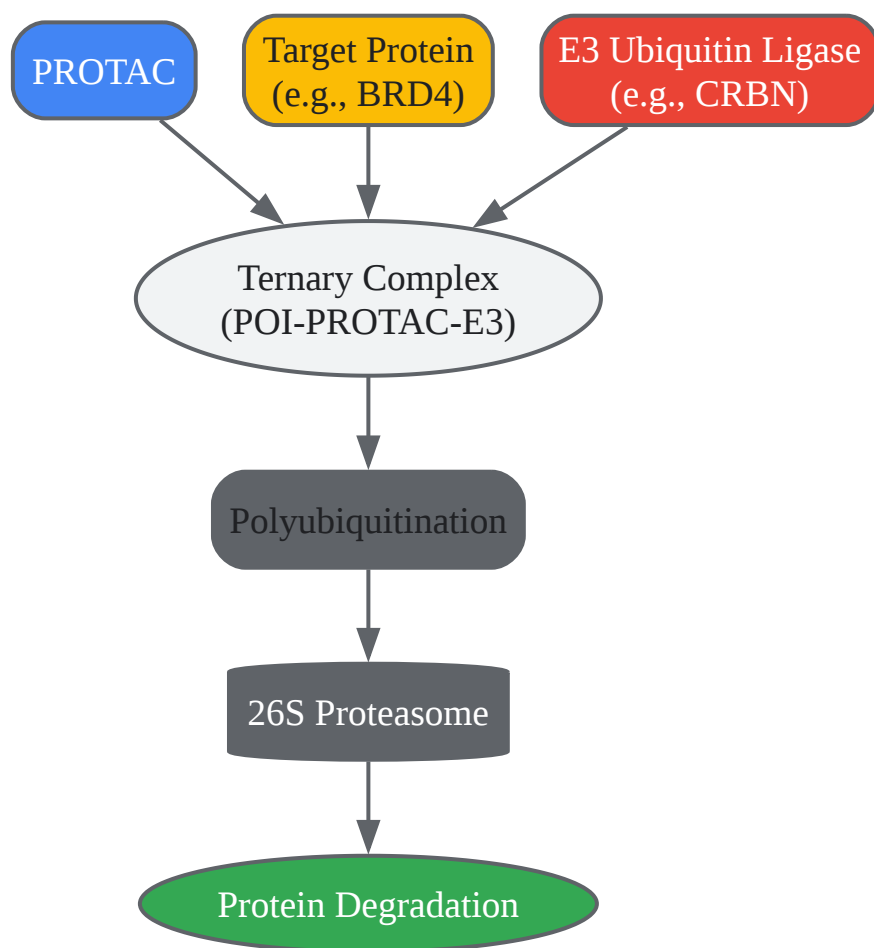 PROTAC
Target Protein
(e.g., BRD4)
E3 Ubiquitin Ligase
(e.g., CRBN)
Ternary Complex
(POI-PROTAC-E3)
Polyubiquitination
26S Proteasome
Protein Degradation